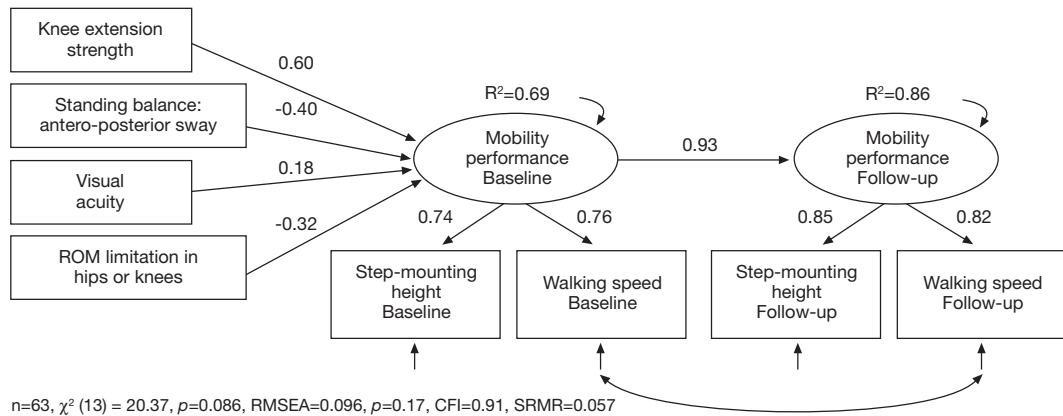 Knee extension
strength
0.60
Standing balance:
antero-posterior sway
-0.40
Visual
acuity
0.18
ROM limitation in
hips or knees
-0.32
R²=0.69
Mobility
performance
Baseline
0.93
R²=0.86
Mobility
performance
Follow-up
0.74
0.76
0.85
0.82
Step-mounting
height
Baseline
Walking speed
Baseline
Step-mounting
height
Follow-up
Walking speed
Follow-up
n=63, χ² (13) = 20.37, p=0.086, RMSEA=0.096, p=0.17, CFI=0.91, SRMR=0.057